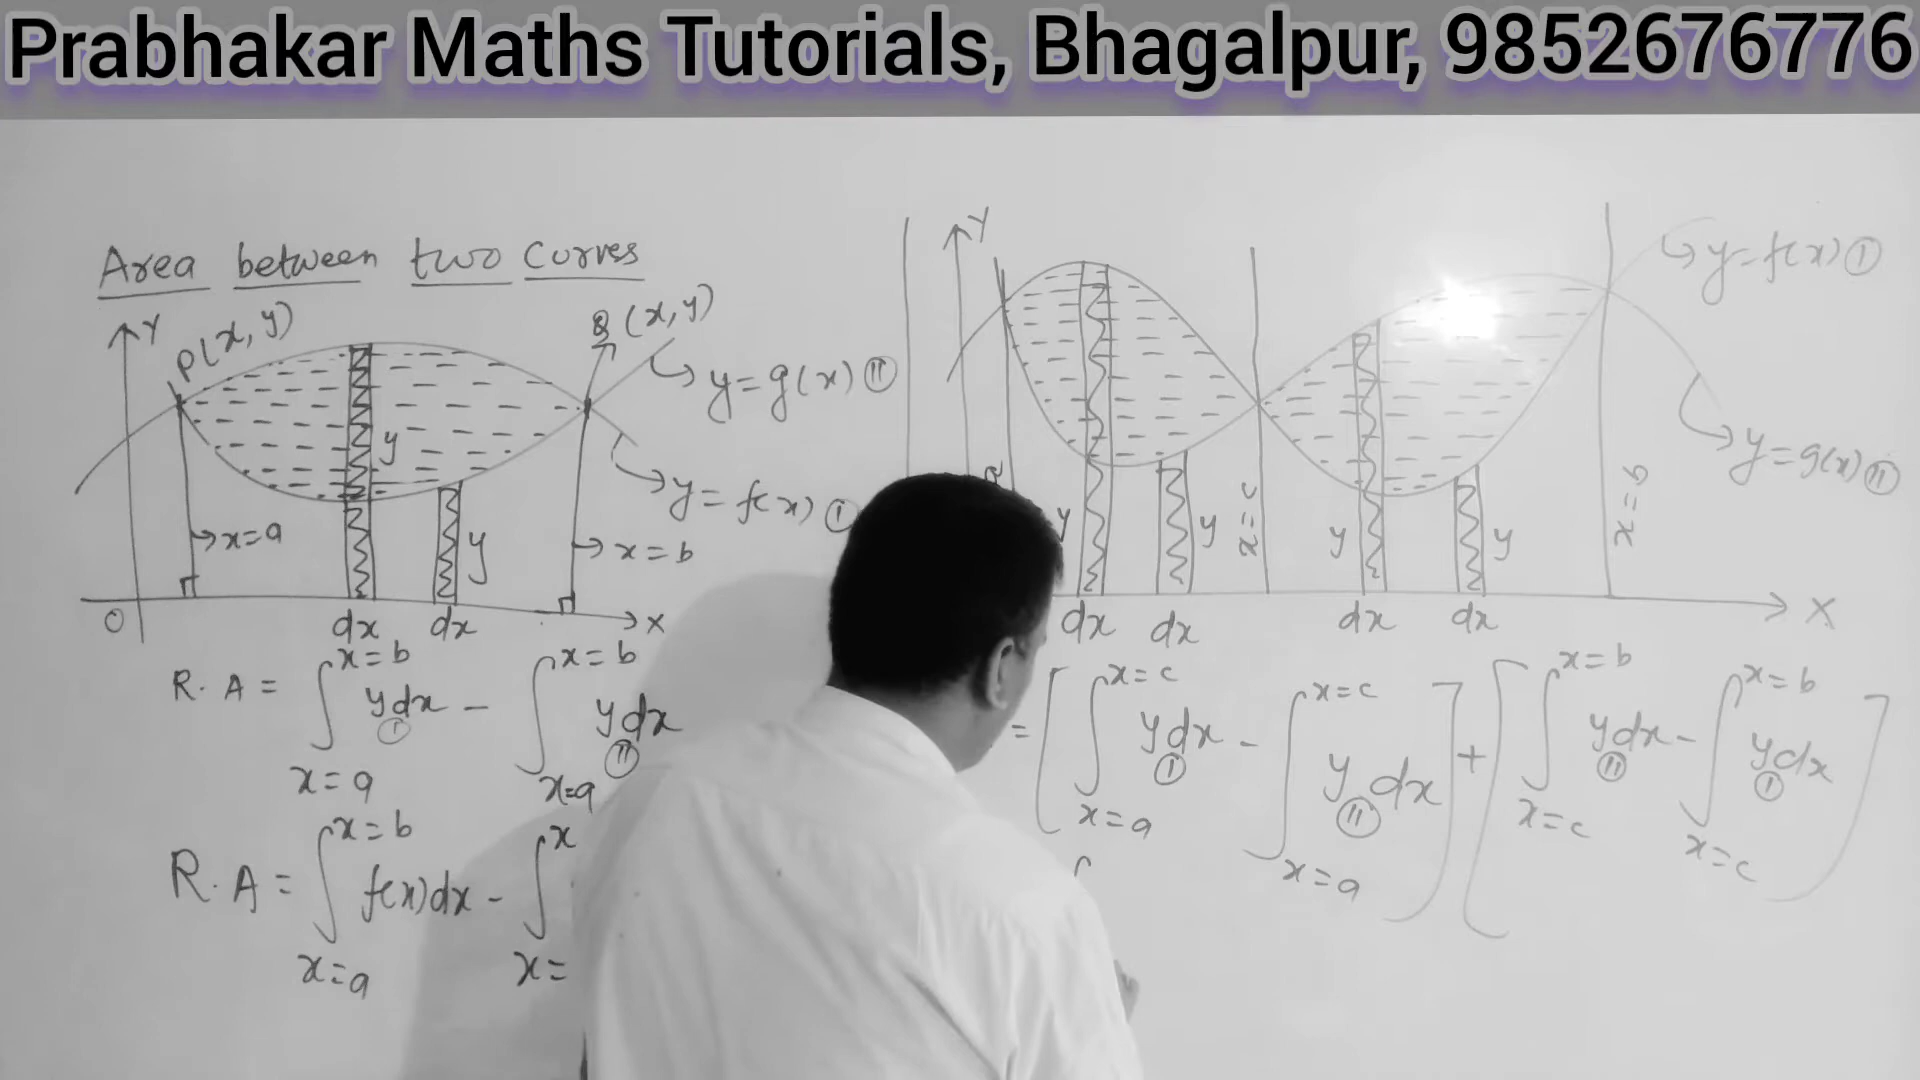 Prabhakar Maths Tutorials, Bhagalpur, 9852676776
Area between two curves
Y
P(x, y)
Q (x, y)
y = g(x) II
y
y = f(x) I
x=a
y
x = b
O
dx
dx
X
R. A = ∫ x=a x=b y I dx - ∫ x=a x=b y II dx
R. A = ∫ x=a x=b f(x)dx - ∫ x= x
Y
y = f(x) I
y = g(x) II
y
y
x=c
y
y
x=b
dx
dx
dx
dx
X
= [ ∫ x=a x=c y I dx - ∫ x=a x=c y II dx ] + [ ∫ x=c x=b y II dx - ∫ x=c x=b y I dx ]
∫